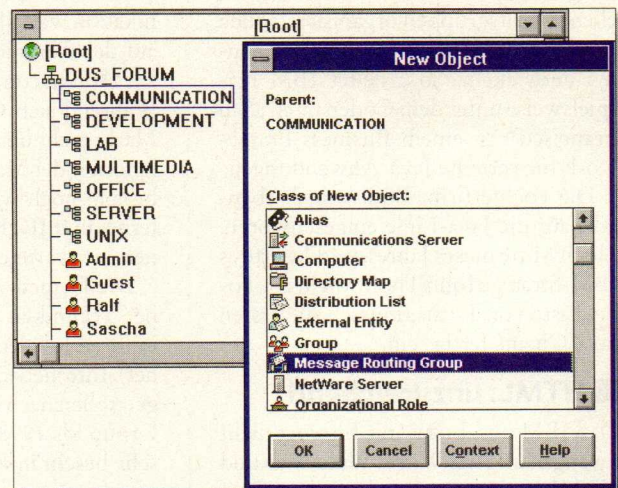 [Root]
[Root]
DUS_FORUM
COMMUNICATION
DEVELOPMENT
LAB
MULTIMEDIA
OFFICE
SERVER
UNIX
Admin
Guest
Ralf
Sascha
New Object
Parent:
COMMUNICATION
Class of New Object:
Alias
Communications Server
Computer
Directory Map
Distribution List
External Entity
Group
Message Routing Group
NetWare Server
Organizational Role
OK
Cancel
Context
Help